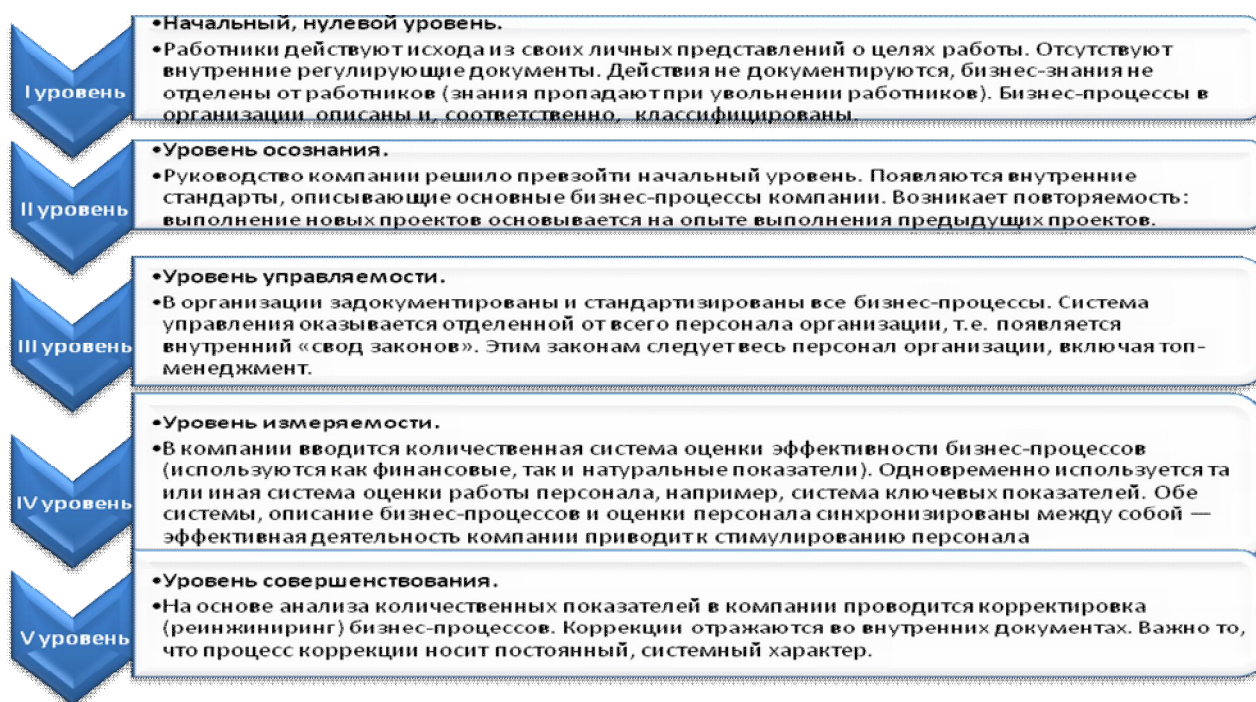 •Начальный, нулевой уровень.
•Работники действуют исхода из своих личных представлений о целях работы. Отсутствуют
внутренние регулирующие документы. Действия не документируются, бизнес-знания не
отделены от работников (знания пропадают при увольнении работников). Бизнес-процессы в
организации описаны и, соответственно, классифицированы.
I уровень
•Уровень осознания.
•Руководство компании решило превзойти начальный уровень. Появляются внутренние
стандарты, описывающие основные бизнес-процессы компании. Возникает повторяемость:
выполнение новых проектов основывается на опыте выполнения предыдущих проектов.
II уровень
•Уровень управляемости.
•В организации задокументированы и стандартизированы все бизнес-процессы. Система
управления оказывается отделенной от всего персонала организации, т.е. появляется
внутренний «свод законов». Этим законам следует весь персонал организации, включая топ-
менеджмент.
III уровень
•Уровень измеряемости.
•В компании вводится количественная система оценки эффективности бизнес-процессов
(используются как финансовые, так и натуральные показатели). Одновременно используется та
или иная система оценки работы персонала, например, система ключевых показателей. Обе
системы, описание бизнес-процессов и оценки персонала синхронизированы между собой —
эффективная деятельность компании приводит к стимулированию персонала
IV уровень
•Уровень совершенствования.
•На основе анализа количественных показателей в компании проводится корректировка
(реинжиниринг) бизнес-процессов. Коррекции отражаются во внутренних документах. Важно то,
что процесс коррекции носит постоянный, системный характер.
V уровень